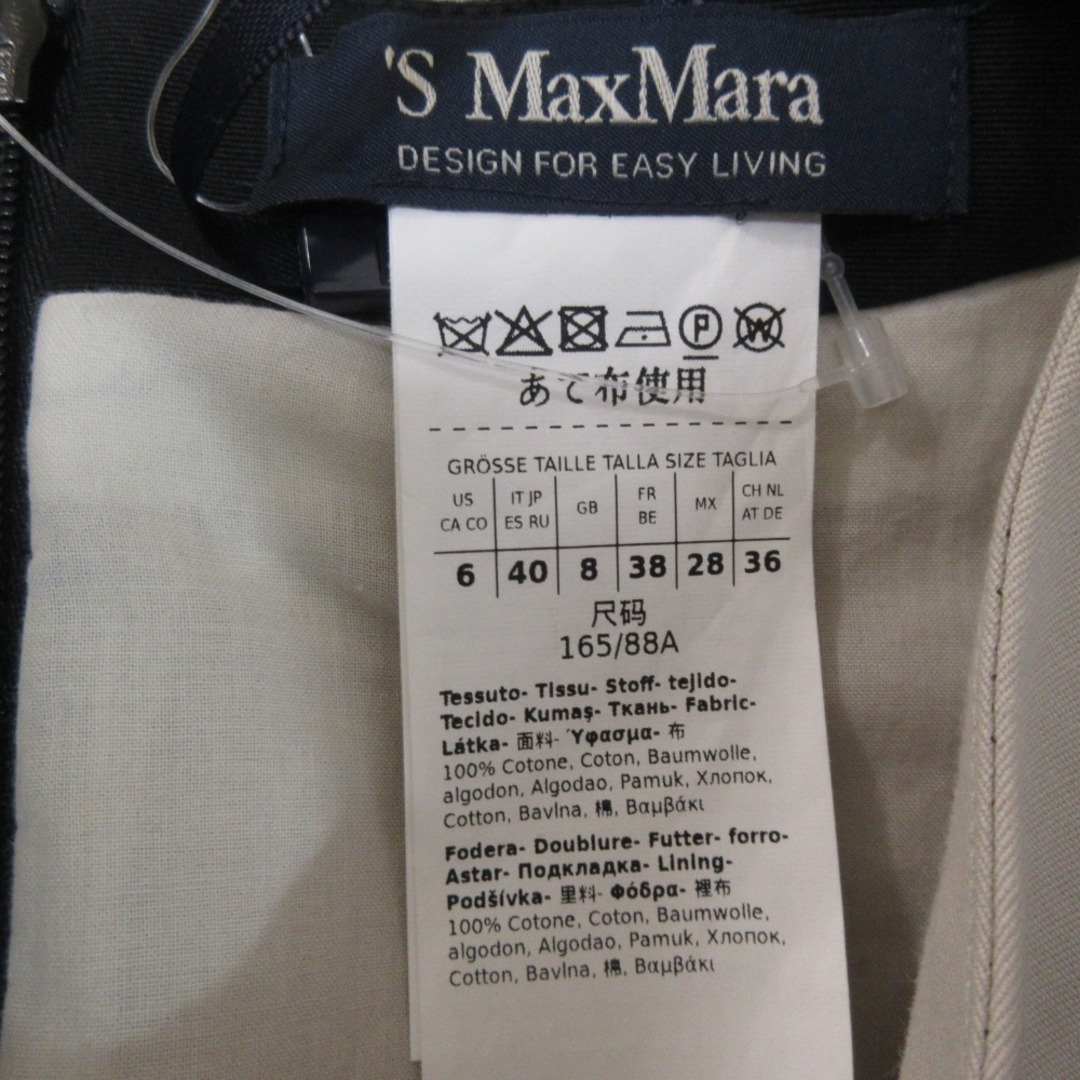 'S MaxMara
DESIGN FOR EASY LIVING
P W
あて布使用
GRÖSSE TAILLE TALLA SIZE TAGLIA
US CA CO IT JP ES RU GB FR BE MX CH NL AT DE
6 40 8 38 28 36
尺码
165/88A
Tessuto- Tissu- Stoff- tejido-
Tecido- Kumaş- Ткань- Fabric-
Látka- 面料- Ύφασμα- 布
100% Cotone, Coton, Baumwolle,
algodon, Algodao, Pamuk, Хлопок,
Cotton, Bavlna, 棉, Βαμβάκι
Fodera- Doublure- Futter- forro-
Astar- Подкладка- Lining-
Podšívka- 里料- Φόδρα- 裡布
100% Cotone, Coton, Baumwolle,
algodon, Algodao, Pamuk, Хлопок,
Cotton, Bavlna, 棉, Βαμβάκι